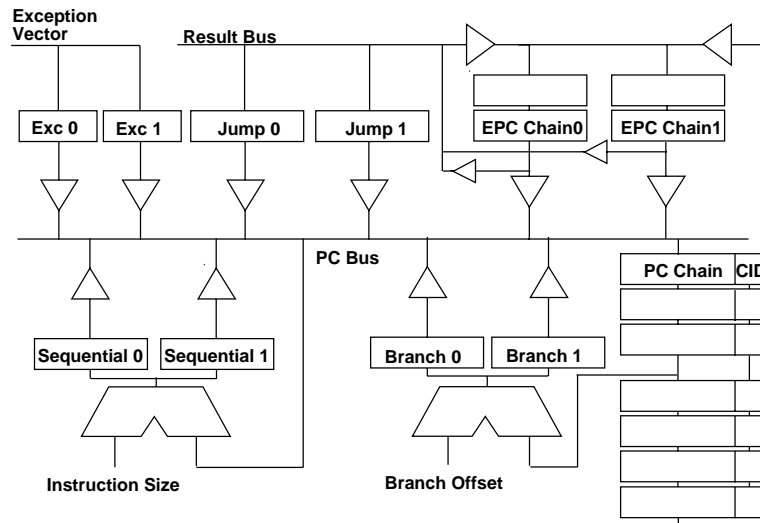 Exception
Vector
Result Bus
Exc 0
Exc 1
Jump 0
Jump 1
EPC Chain0
EPC Chain1
PC Bus
PC Chain
CID
Sequential 0
Sequential 1
Branch 0
Branch 1
Instruction Size
Branch Offset